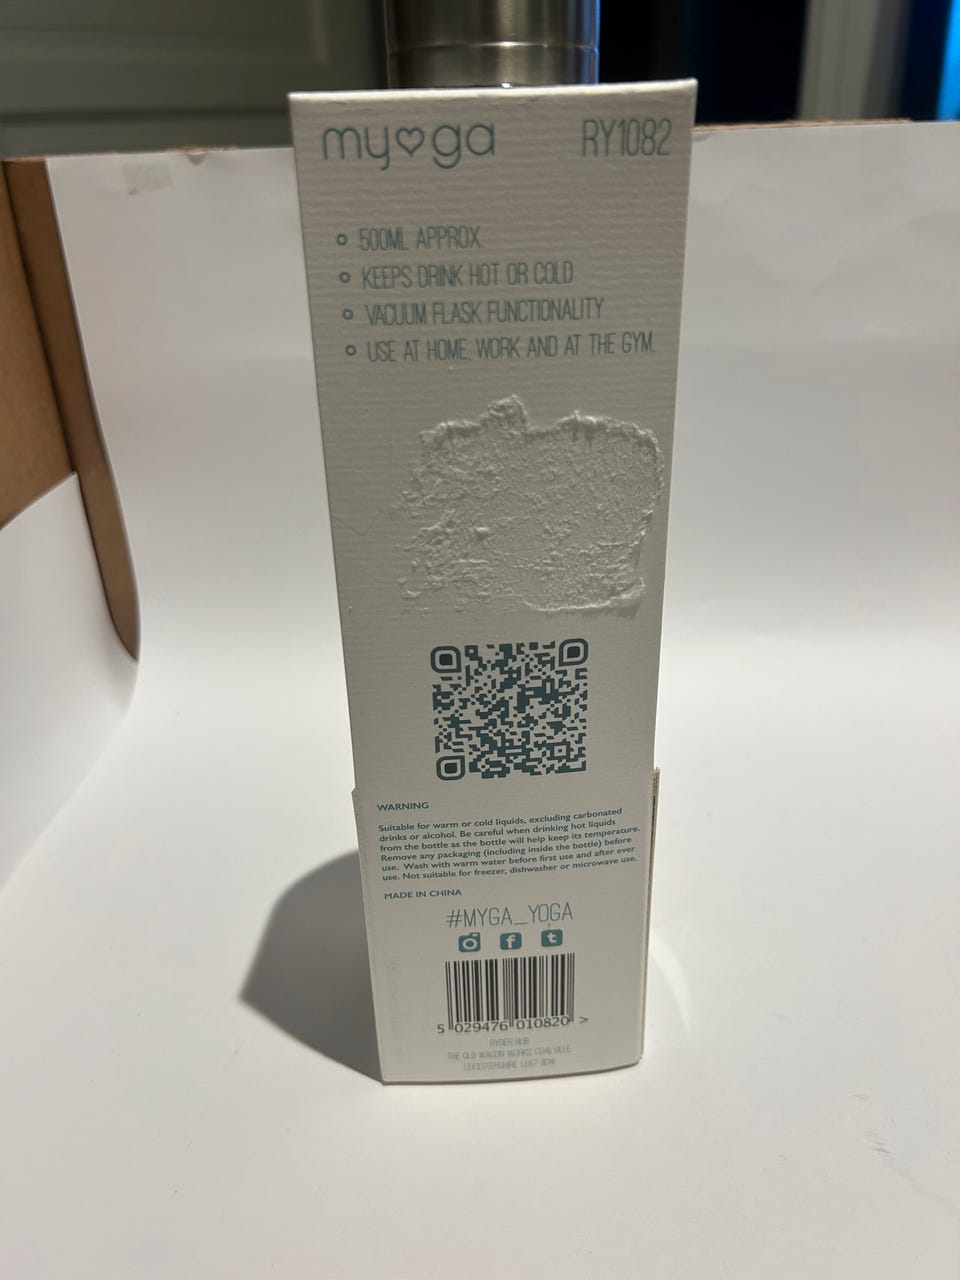 my♡ga RY1082
500ML APPROX
KEEPS DRINK HOT OR COLD
VACUUM FLASK FUNCTIONALITY
USE AT HOME, WORK AND AT THE GYM.
WARNING
Suitable for warm or cold liquids, excluding carbonated
drinks or alcohol. Be careful when drinking hot liquids
from the bottle as the bottle will help keep its temperature.
Remove any packaging (including inside the bottle) before
use. Wash with warm water before first use and after ever
use. Not suitable for freezer, dishwasher or microwave use.
MADE IN CHINA
#MYGA_YOGA
5 029476 010820 >
RYDER HUB
THE OLD WAGON WORKS, COALVILLE
LEICESTERSHIRE, LE67 3GW